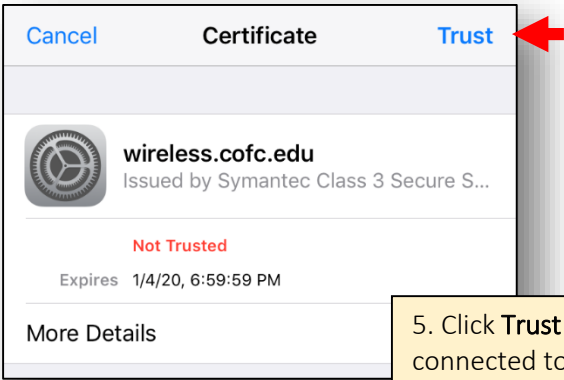 Cancel Certificate Trust
wireless.cofc.edu
Issued by Symantec Class 3 Secure S...
Not Trusted
Expires 1/4/20, 6:59:59 PM
More Details
5. Click Trust
connected to